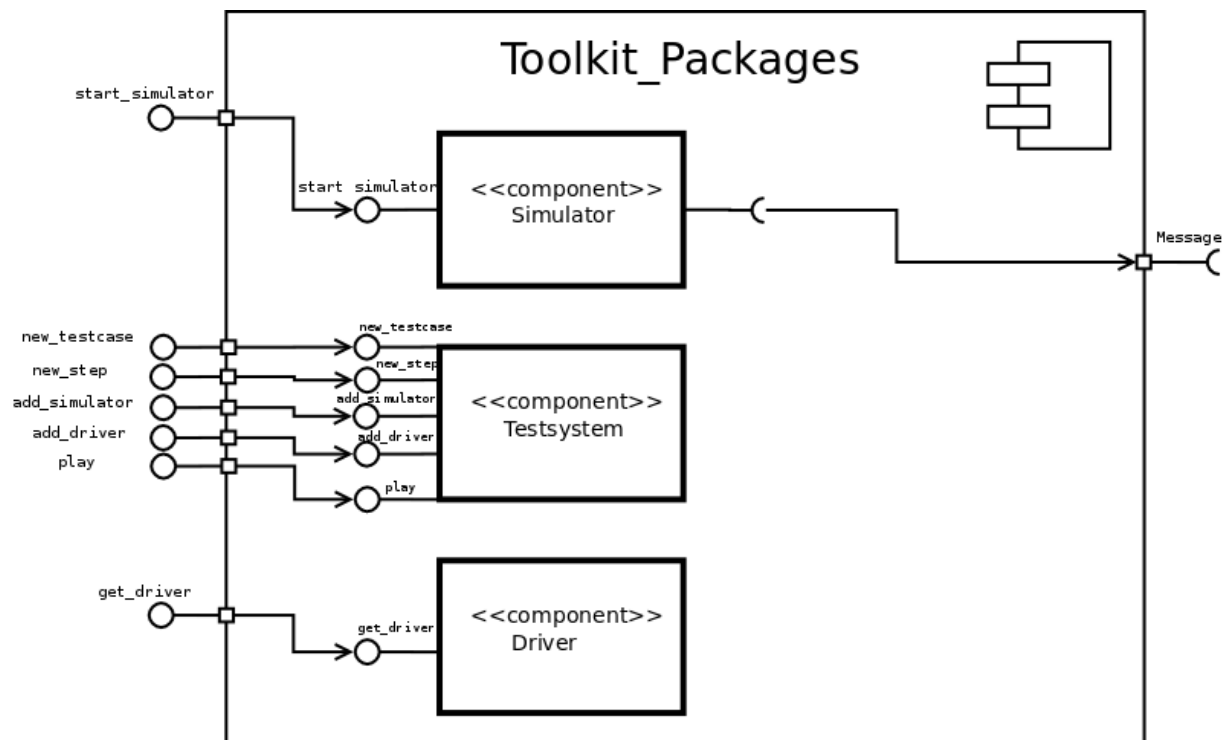 Toolkit_Packages
start_simulator
start simulator
<<component>>
Simulator
Message
new_testcase
new_testcase
new_step
new_step
add_simulator
add_simulator
<<component>>
Testsystem
add_driver
add_driver
play
play
get_driver
get_driver
<<component>>
Driver